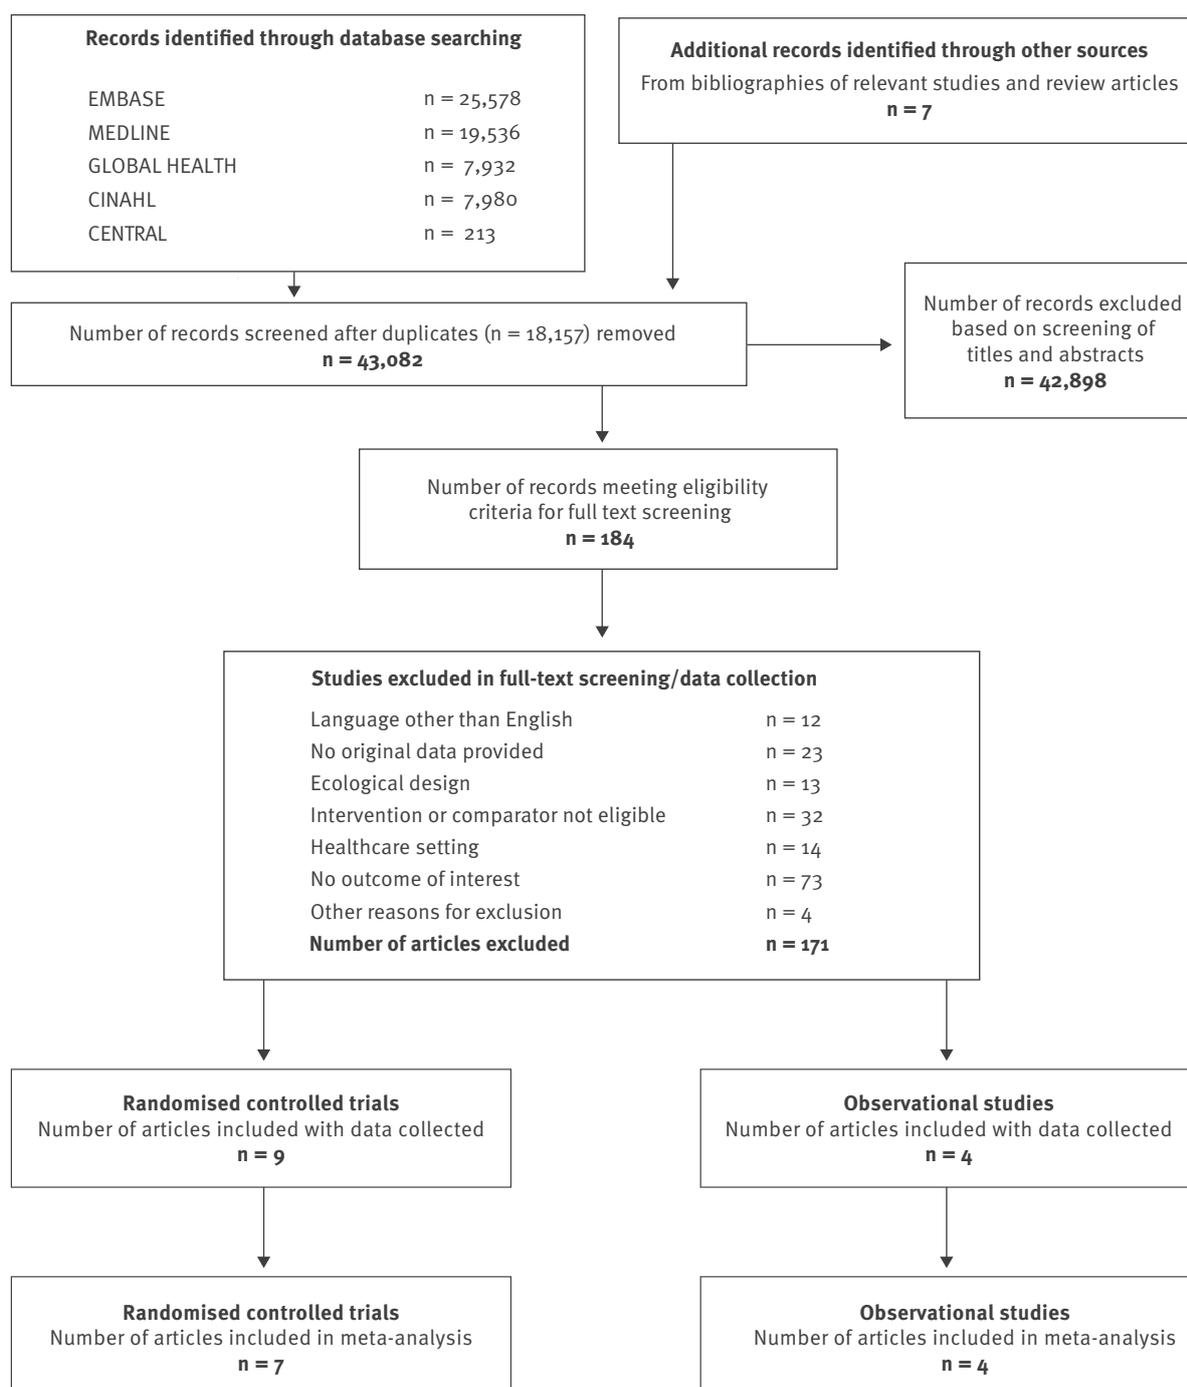 Records identified through database searching
EMBASE n = 25,578
MEDLINE n = 19,536
GLOBAL HEALTH n = 7,932
CINAHL n = 7,980
CENTRAL n = 213
Additional records identified through other sources
From bibliographies of relevant studies and review articles
n = 7
Number of records screened after duplicates (n = 18,157) removed
n = 43,082
Number of records excluded
based on screening of
titles and abstracts
n = 42,898
Number of records meeting eligibility
criteria for full text screening
n = 184
Studies excluded in full-text screening/data collection
Language other than English n = 12
No original data provided n = 23
Ecological design n = 13
Intervention or comparator not eligible n = 32
Healthcare setting n = 14
No outcome of interest n = 73
Other reasons for exclusion n = 4
Number of articles excluded n = 171
Randomised controlled trials
Number of articles included with data collected
n = 9
Observational studies
Number of articles included with data collected
n = 4
Randomised controlled trials
Number of articles included in meta-analysis
n = 7
Observational studies
Number of articles included in meta-analysis
n = 4